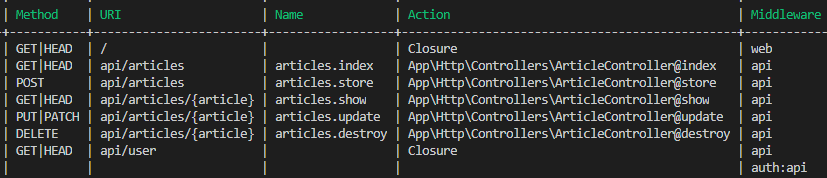 | Method | URI | Name | Action | Middleware
+-----------+------------------------+------------------+-----------------------------------------------+------------
| GET|HEAD | / | | Closure | web
| GET|HEAD | api/articles | articles.index | App\Http\Controllers\ArticleController@index | api
| POST | api/articles | articles.store | App\Http\Controllers\ArticleController@store | api
| GET|HEAD | api/articles/{article} | articles.show | App\Http\Controllers\ArticleController@show | api
| PUT|PATCH | api/articles/{article} | articles.update | App\Http\Controllers\ArticleController@update | api
| DELETE | api/articles/{article} | articles.destroy | App\Http\Controllers\ArticleController@destroy | api
| GET|HEAD | api/user | | Closure | api
| | | | | auth:api